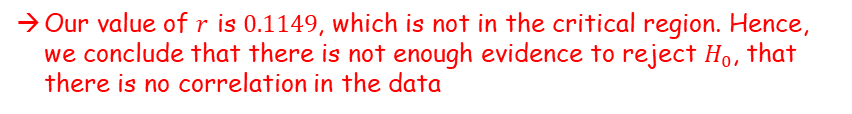 → Our value of r is 0.1149, which is not in the critical region. Hence,
we conclude that there is not enough evidence to reject H₀, that
there is no correlation in the data